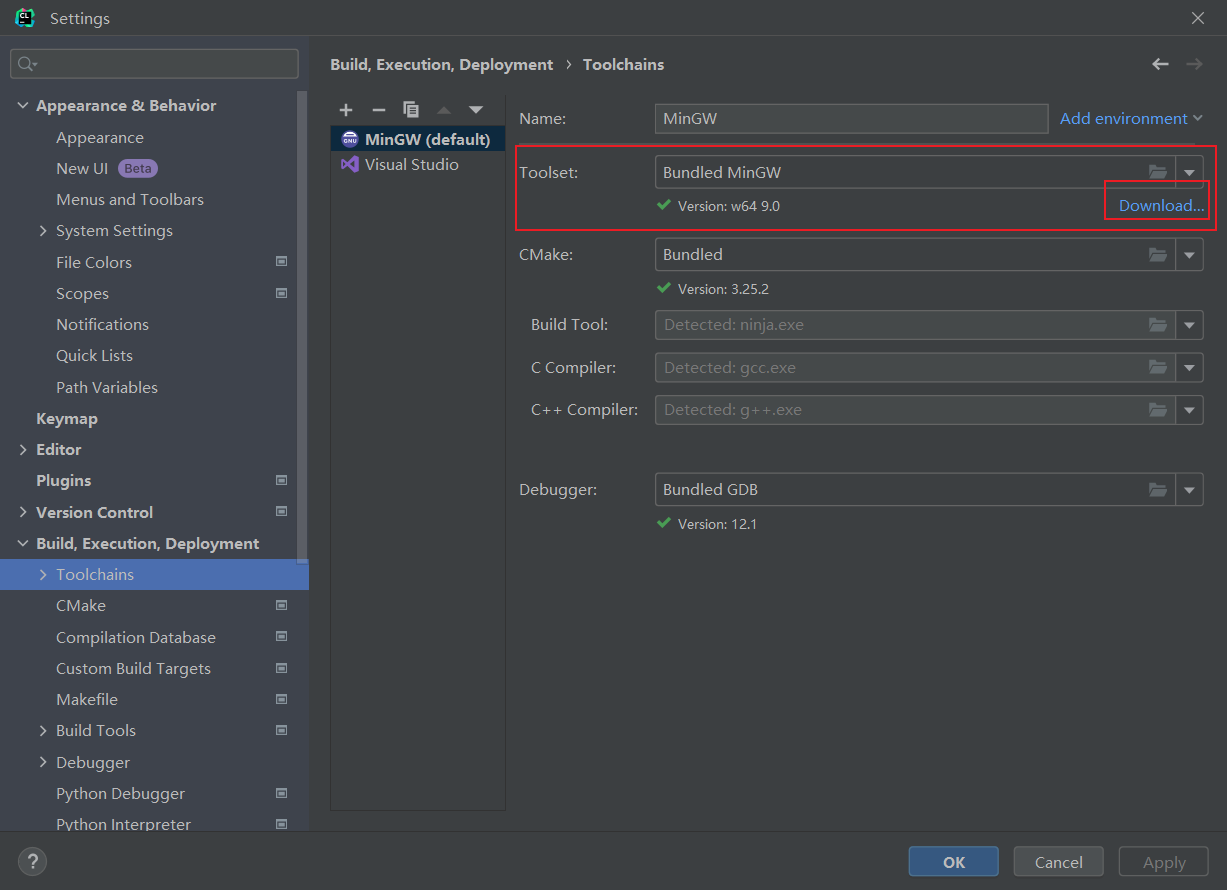 Settings
Build, Execution, Deployment › Toolchains
Appearance & Behavior
Appearance
New UI Beta
Menus and Toolbars
System Settings
File Colors
Scopes
Notifications
Quick Lists
Path Variables
Keymap
Editor
Plugins
Version Control
Build, Execution, Deployment
Toolchains
CMake
Compilation Database
Custom Build Targets
Makefile
Build Tools
Debugger
Python Debugger
Python Interpreter
MinGW (default)
Visual Studio
Name: MinGW Add environment
Toolset: Bundled MinGW
Version: w64 9.0 Download...
CMake: Bundled
Version: 3.25.2
Build Tool: Detected: ninja.exe
C Compiler: Detected: gcc.exe
C++ Compiler: Detected: g++.exe
Debugger: Bundled GDB
Version: 12.1
? OK Cancel Apply